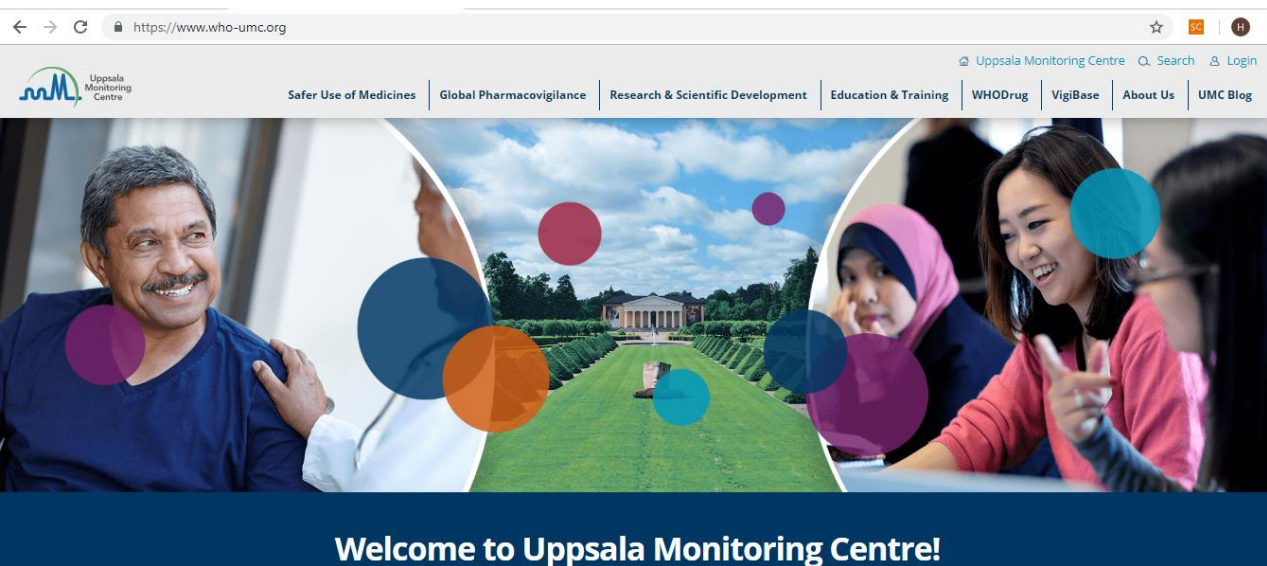 https://www.who-umc.org
SC
H
Uppsala Monitoring Centre Search Login
Uppsala
Monitoring
Centre
Safer Use of Medicines Global Pharmacovigilance Research & Scientific Development Education & Training WHODrug VigiBase About Us UMC Blog
Welcome to Uppsala Monitoring Centre!